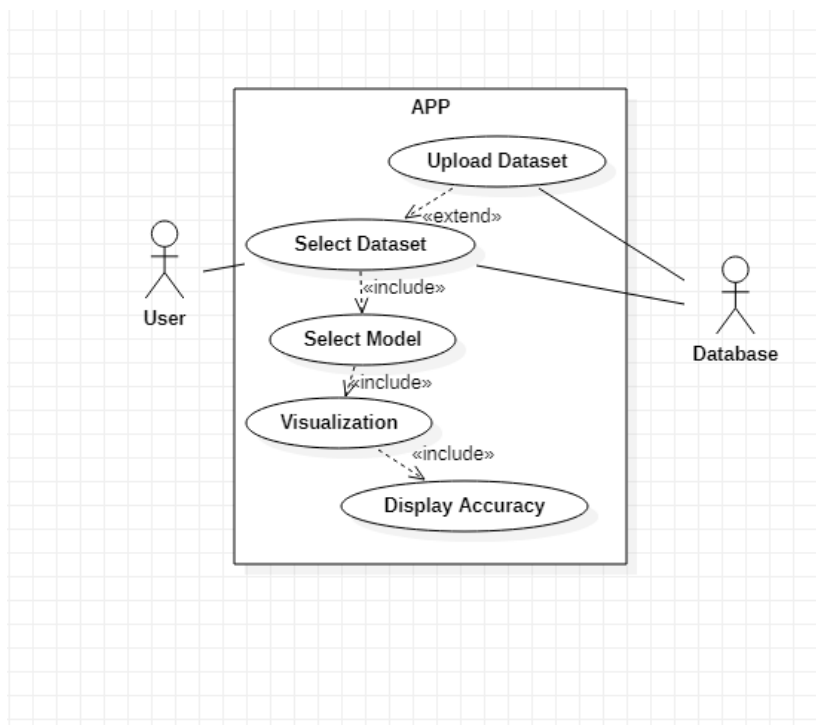 APP
Upload Dataset
«extend»
Select Dataset
«include»
User
Select Model
Database
«include»
Visualization
«include»
Display Accuracy